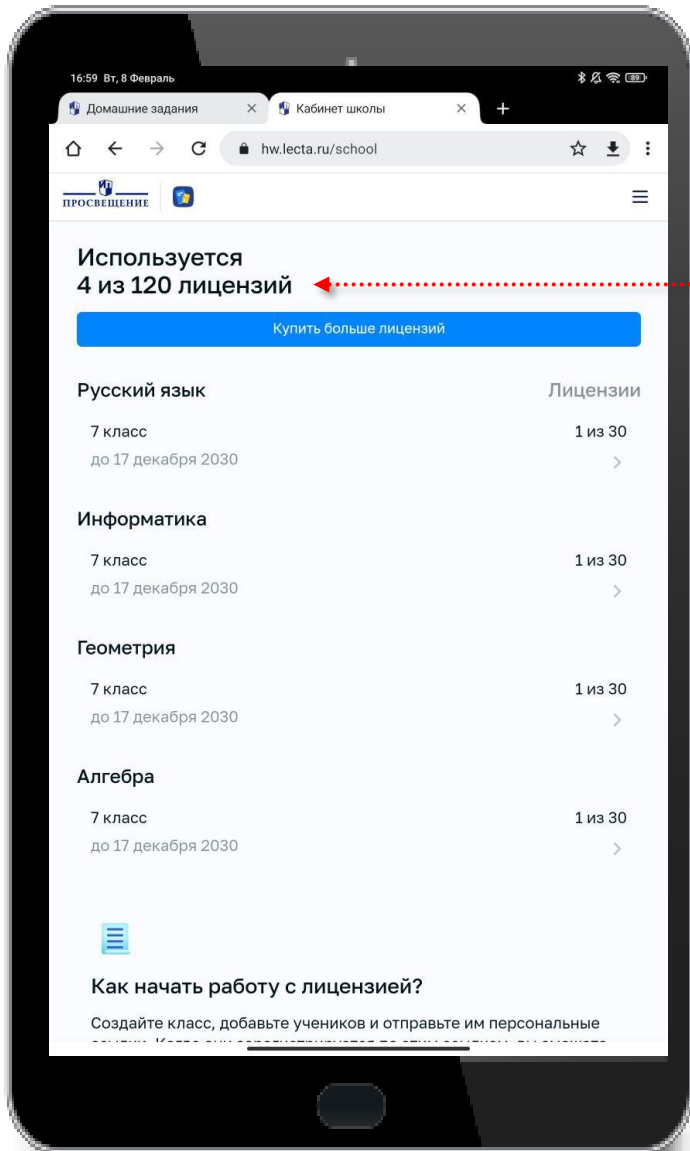 16:59 Вт, 8 Февраль
89
Домашние задания
Кабинет школы
hw.lecta.ru/school
ПРОСВЕЩЕНИЕ
Используется
4 из 120 лицензий
Купить больше лицензий
Русский язык Лицензии
7 класс 1 из 30
до 17 декабря 2030
Информатика
7 класс 1 из 30
до 17 декабря 2030
Геометрия
7 класс 1 из 30
до 17 декабря 2030
Алгебра
7 класс 1 из 30
до 17 декабря 2030
Как начать работу с лицензией?
Создайте класс, добавьте учеников и отправьте им персональные